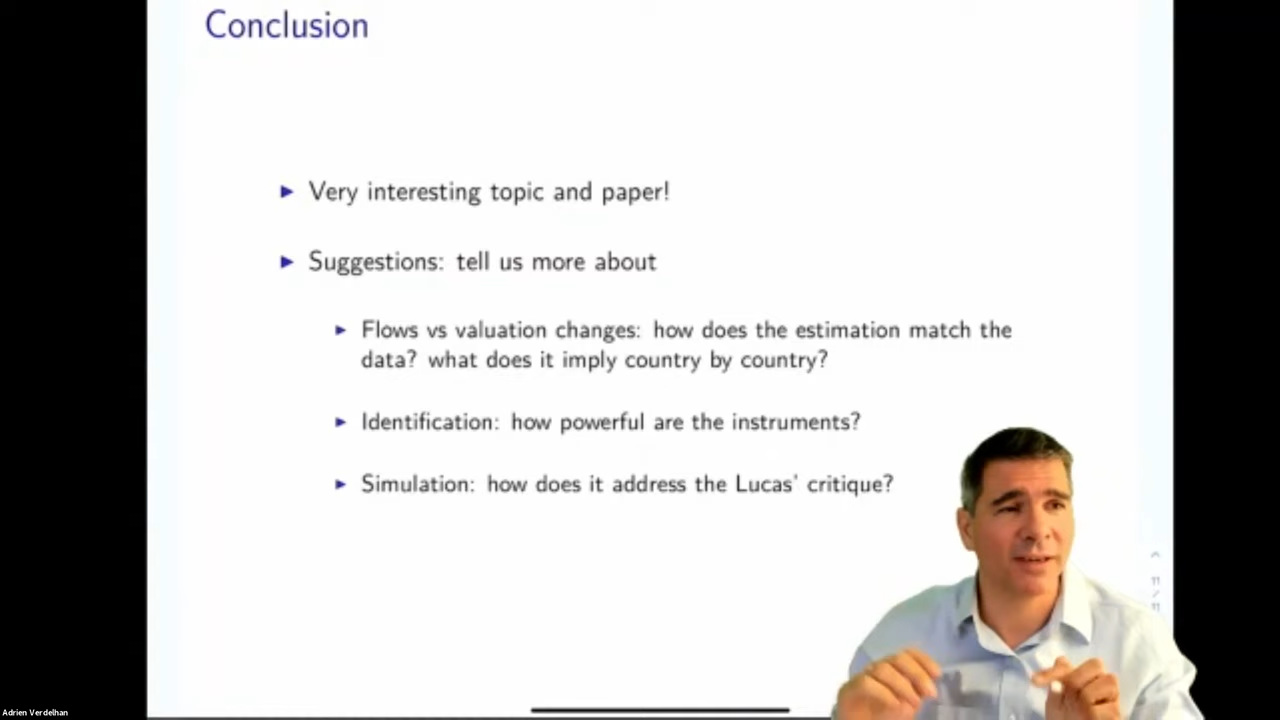 Conclusion
► Very interesting topic and paper!
► Suggestions: tell us more about
► Flows vs valuation changes: how does the estimation match the
data? what does it imply country by country?
► Identification: how powerful are the instruments?
► Simulation: how does it address the Lucas' critique?
Adrien Verdelhan